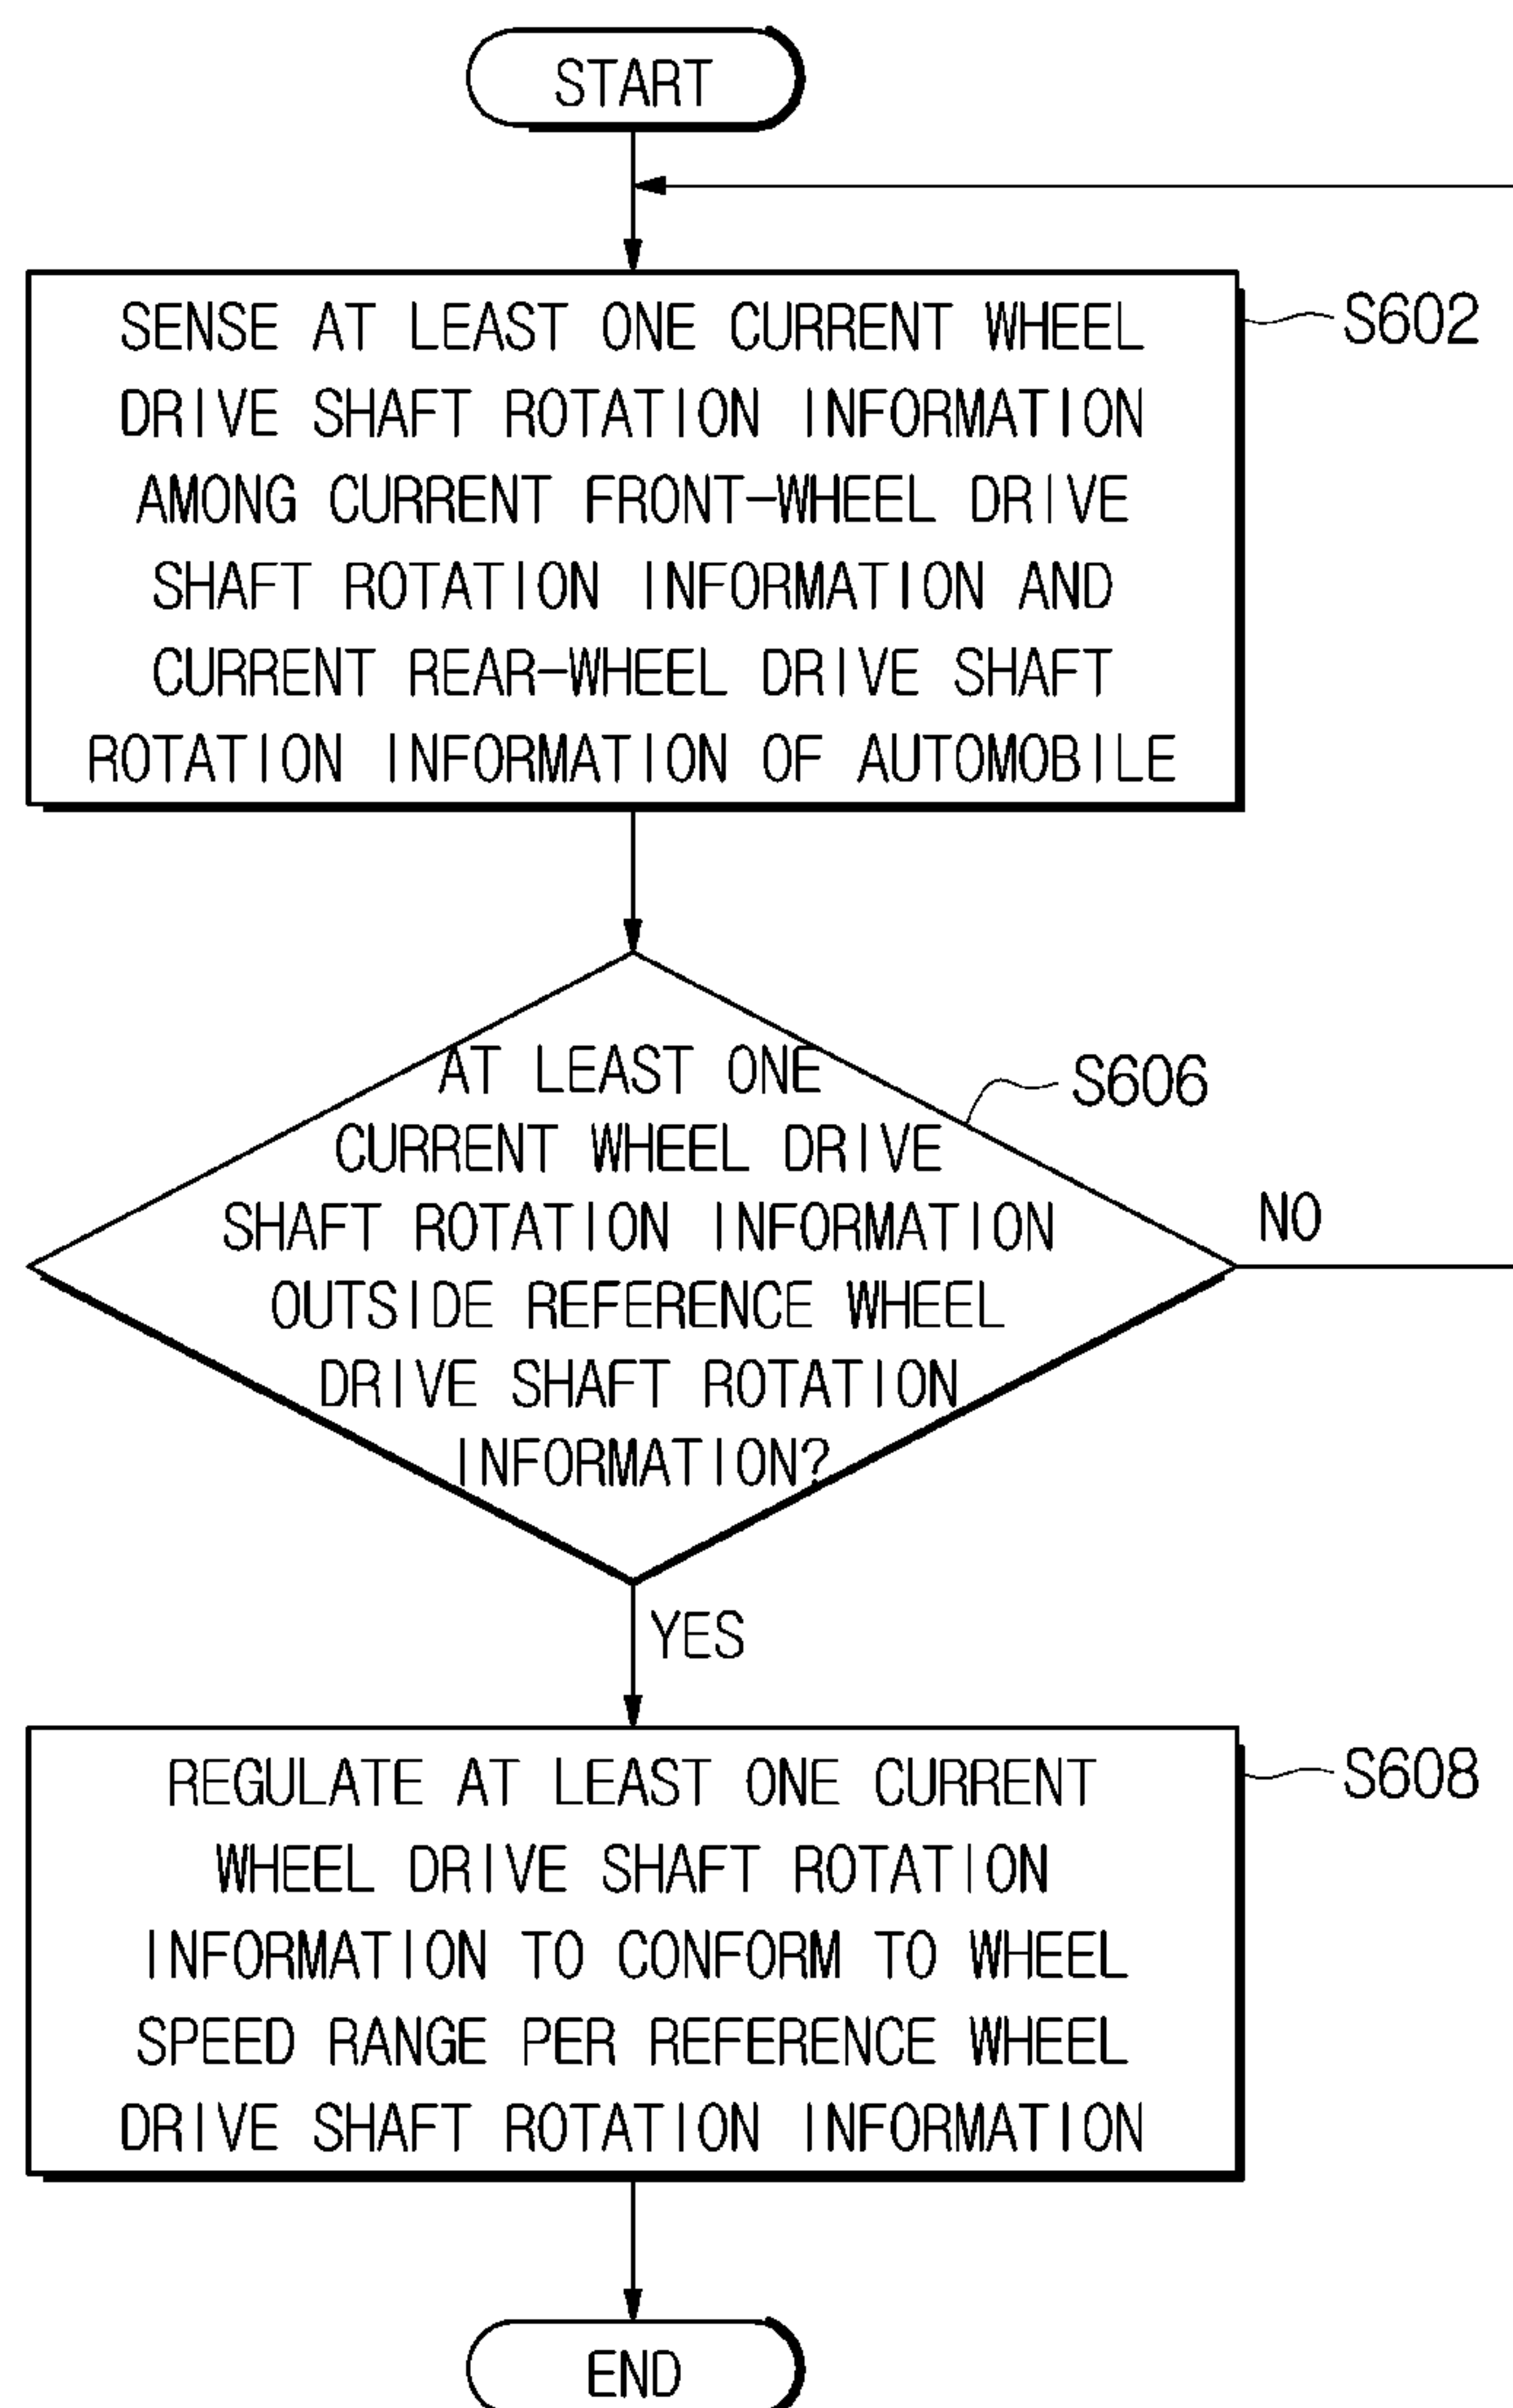 START
SENSE AT LEAST ONE CURRENT WHEEL
DRIVE SHAFT ROTATION INFORMATION
AMONG CURRENT FRONT-WHEEL DRIVE
SHAFT ROTATION INFORMATION AND
CURRENT REAR-WHEEL DRIVE SHAFT
ROTATION INFORMATION OF AUTOMOBILE
S602
AT LEAST ONE
CURRENT WHEEL DRIVE
SHAFT ROTATION INFORMATION
OUTSIDE REFERENCE WHEEL
DRIVE SHAFT ROTATION
INFORMATION?
S606
NO
YES
REGULATE AT LEAST ONE CURRENT
WHEEL DRIVE SHAFT ROTATION
INFORMATION TO CONFORM TO WHEEL
SPEED RANGE PER REFERENCE WHEEL
DRIVE SHAFT ROTATION INFORMATION
S608
END